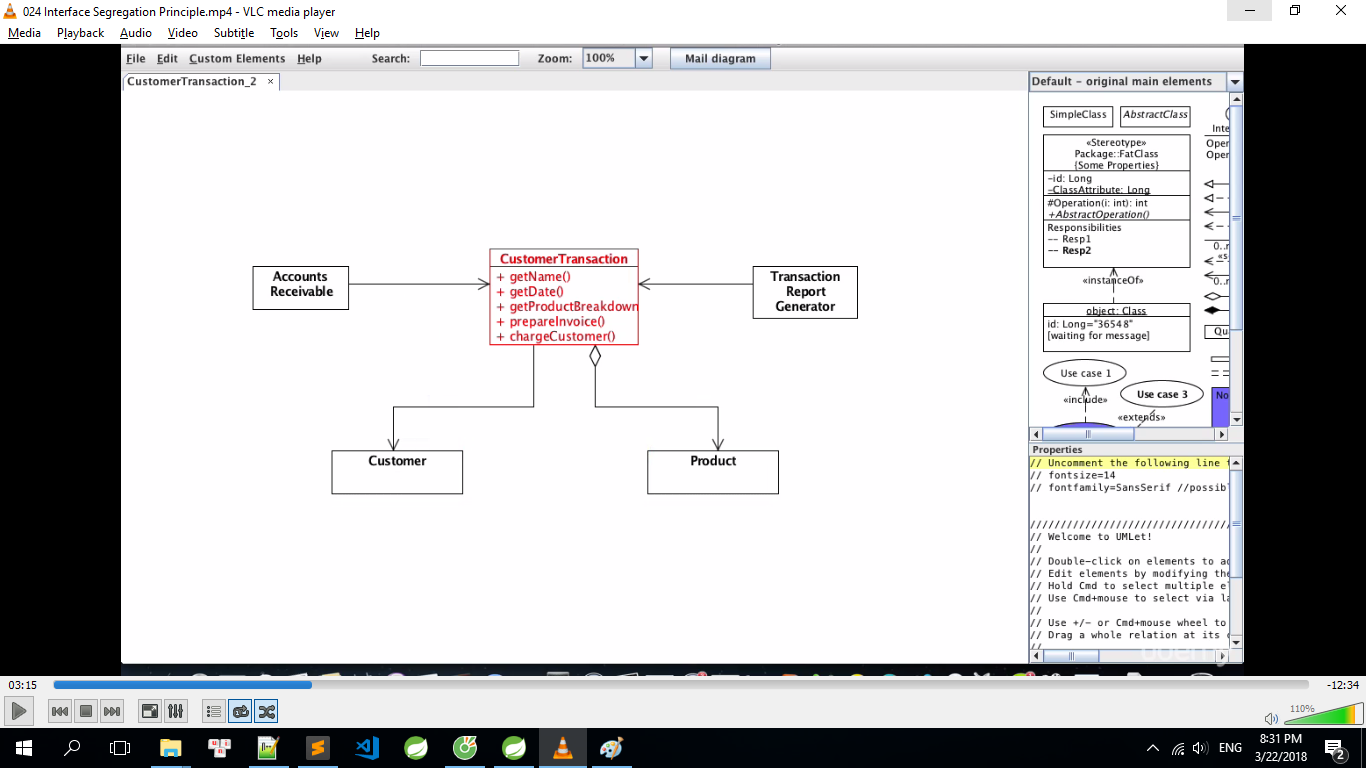 024 Interface Segregation Principle.mp4 - VLC media player
Media Playback Audio Video Subtitle Tools View Help
File Edit Custom Elements Help Search: Zoom: 100% Mail diagram
CustomerTransaction_2 ×
Default - original main elements
SimpleClass AbstractClass
«Stereotype»
Package::FatClass
{Some Properties}
-id: Long
-ClassAttribute: Long
#Operation(i: int): int
+AbstractOperation()
Responsibilities
-- Resp1
-- Resp2
«instanceOf»
object: Class
id: Long="36548"
[waiting for message]
Use case 1
«include»
Use case 3
«extends»
Inte
Oper
Oper
0..r
0..r
Qu
No
Accounts
Receivable
CustomerTransaction
+ getName()
+ getDate()
+ getProductBreakdown
+ prepareInvoice()
+ chargeCustomer()
Transaction
Report
Generator
Customer
Product
Properties
// Uncomment the following line
// fontsize=14
// fontfamily=SansSerif //possibl
//////////////////////////////////
// Welcome to UMLet!
//
// Double-click on elements to
// Edit elements by modifying the
// Hold Cmd to select multiple
// Use Cmd+mouse to select via
//
// Use +/- or Cmd+mouse wheel to
// Drag a whole relation at its
//
03:15 -12:34
110%
ENG
8:31 PM
3/22/2018
2